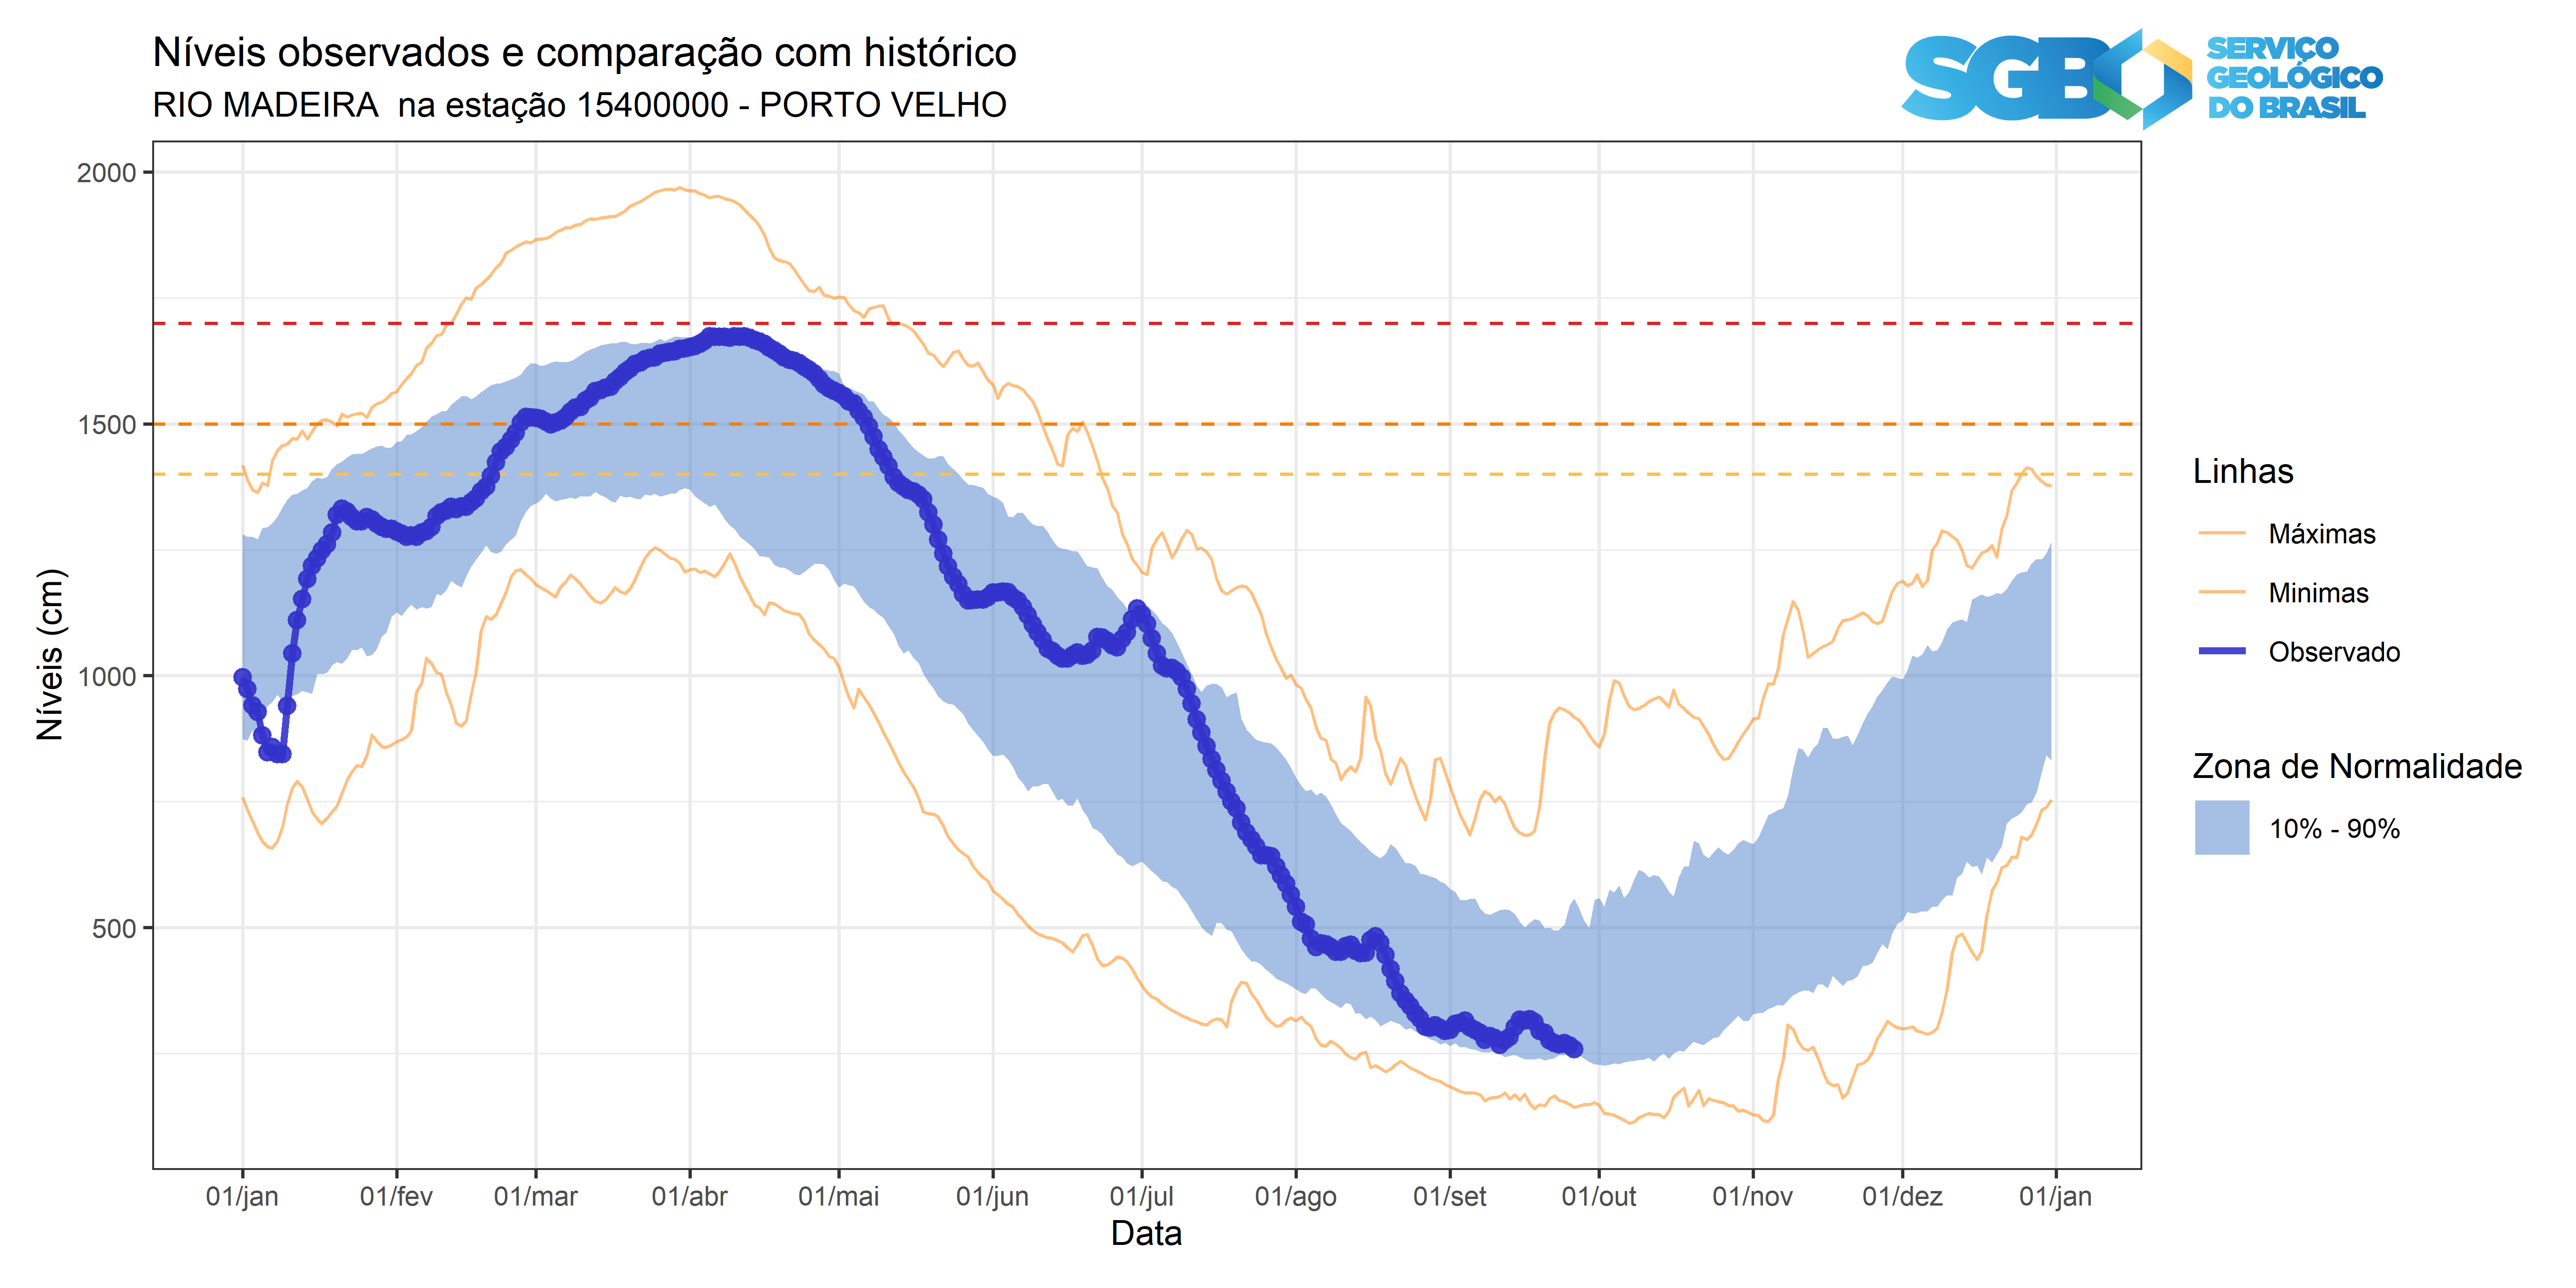 Níveis observados e comparação com histórico
RIO MADEIRA  na estação 15400000 - PORTO VELHO
SGB
SERVIÇO
GEOLÓGICO
DO BRASIL
Níveis (cm)
2000
1500
1000
500
01/jan
01/fev
01/mar
01/abr
01/mai
01/jun
01/jul
01/ago
01/set
01/out
01/nov
01/dez
01/jan
Data
Linhas
Máximas
Minimas
Observado
Zona de Normalidade
10% - 90%